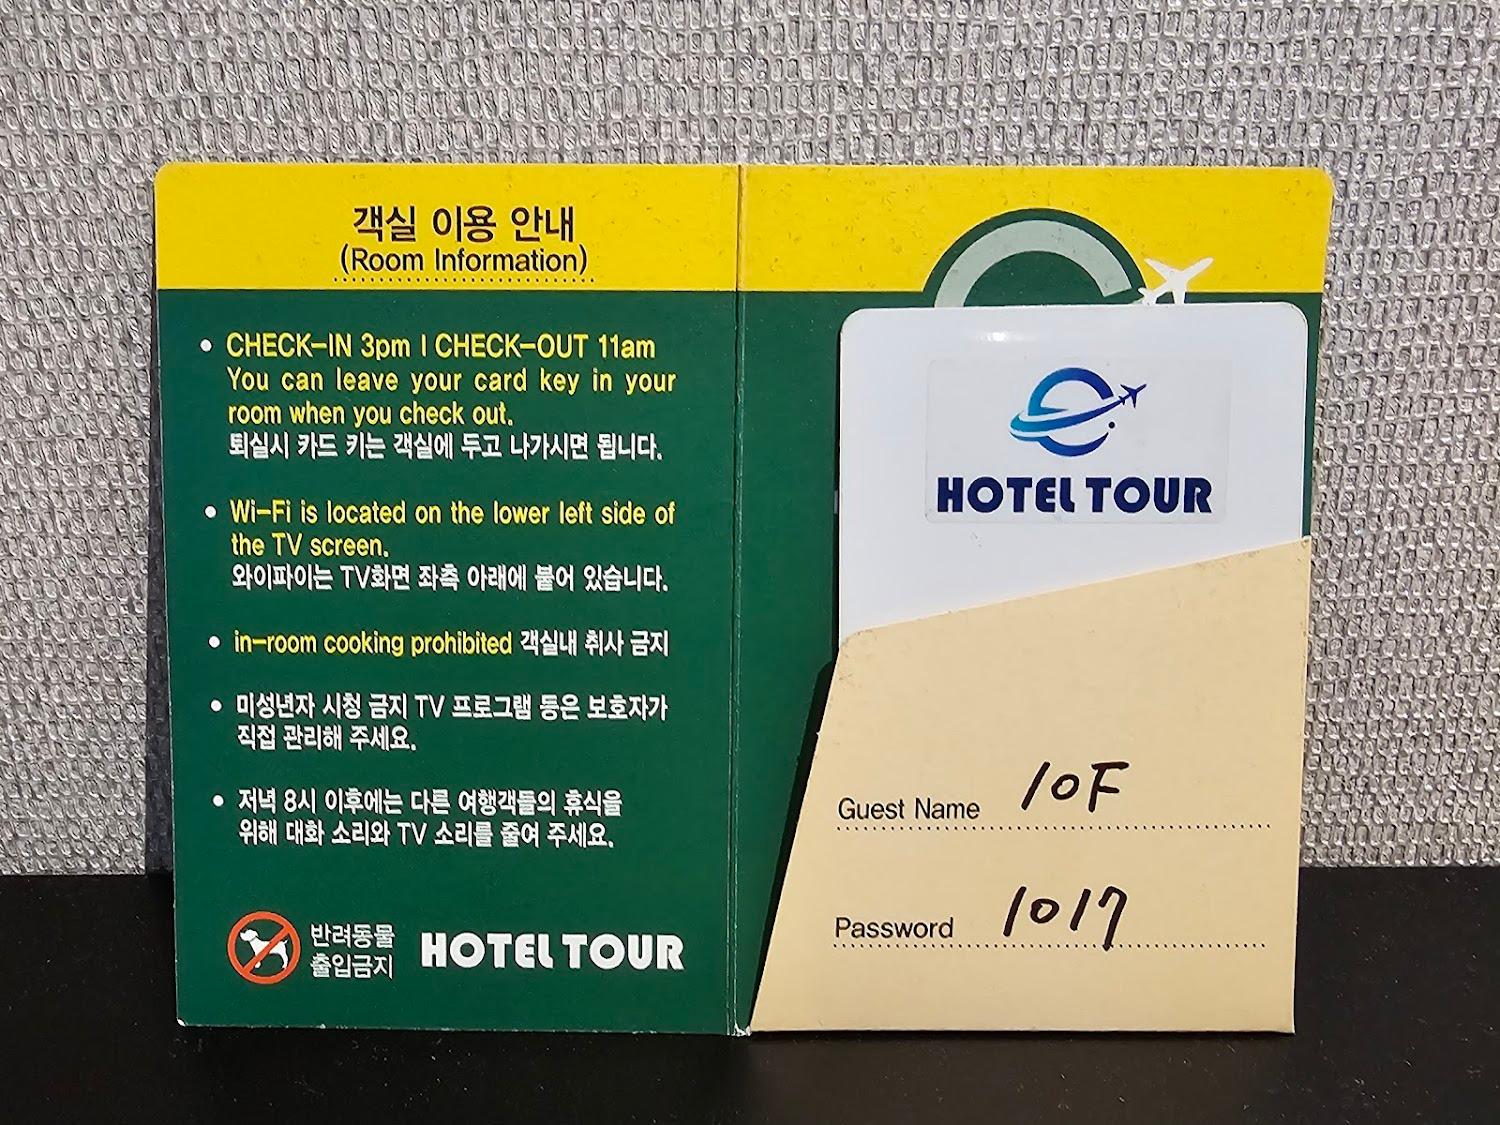 객실 이용 안내
(Room Information)
• CHECK-IN 3pm | CHECK-OUT 11am
You can leave your card key in your
room when you check out.
퇴실시 카드 키는 객실에 두고 나가시면 됩니다.
• Wi-Fi is located on the lower left side of
the TV screen.
와이파이는 TV화면 좌측 아래에 붙어 있습니다.
• in-room cooking prohibited 객실내 취사 금지
• 미성년자 시청 금지 TV 프로그램 등은 보호자가
직접 관리해 주세요.
• 저녁 8시 이후에는 다른 여행객들의 휴식을
위해 대화 소리와 TV 소리를 줄여 주세요.
반려동물
출입금지
HOTEL TOUR
HOTEL TOUR
Guest Name 10F
Password 1017